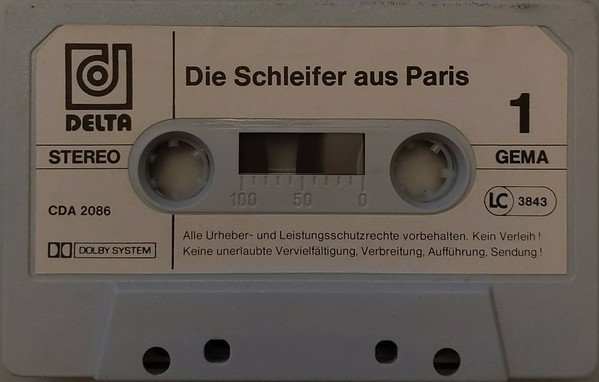 Die Schleifer aus Paris
DELTA
1
STEREO
GEMA
100 50 0
CDA 2086
LC 3843
DOLBY SYSTEM
Alle Urheber- und Leistungsschutzrechte vorbehalten. Kein Verleih!
Keine unerlaubte Vervielfältigung, Verbreitung, Aufführung, Sendung!